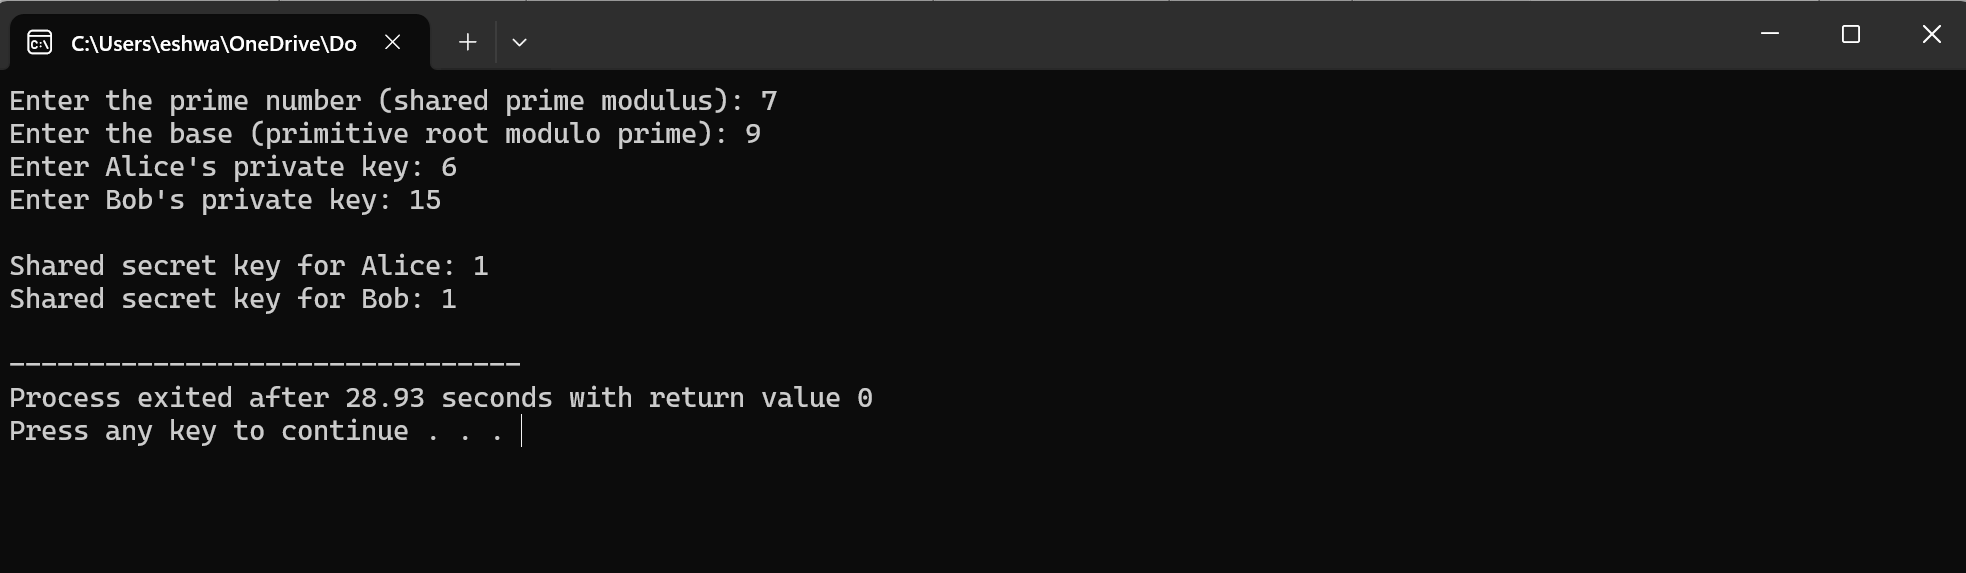 C:\Users\eshwa\OneDrive\Do
Enter the prime number (shared prime modulus): 7
Enter the base (primitive root modulo prime): 9
Enter Alice's private key: 6
Enter Bob's private key: 15
Shared secret key for Alice: 1
Shared secret key for Bob: 1
--------------------------------
Process exited after 28.93 seconds with return value 0
Press any key to continue . . .